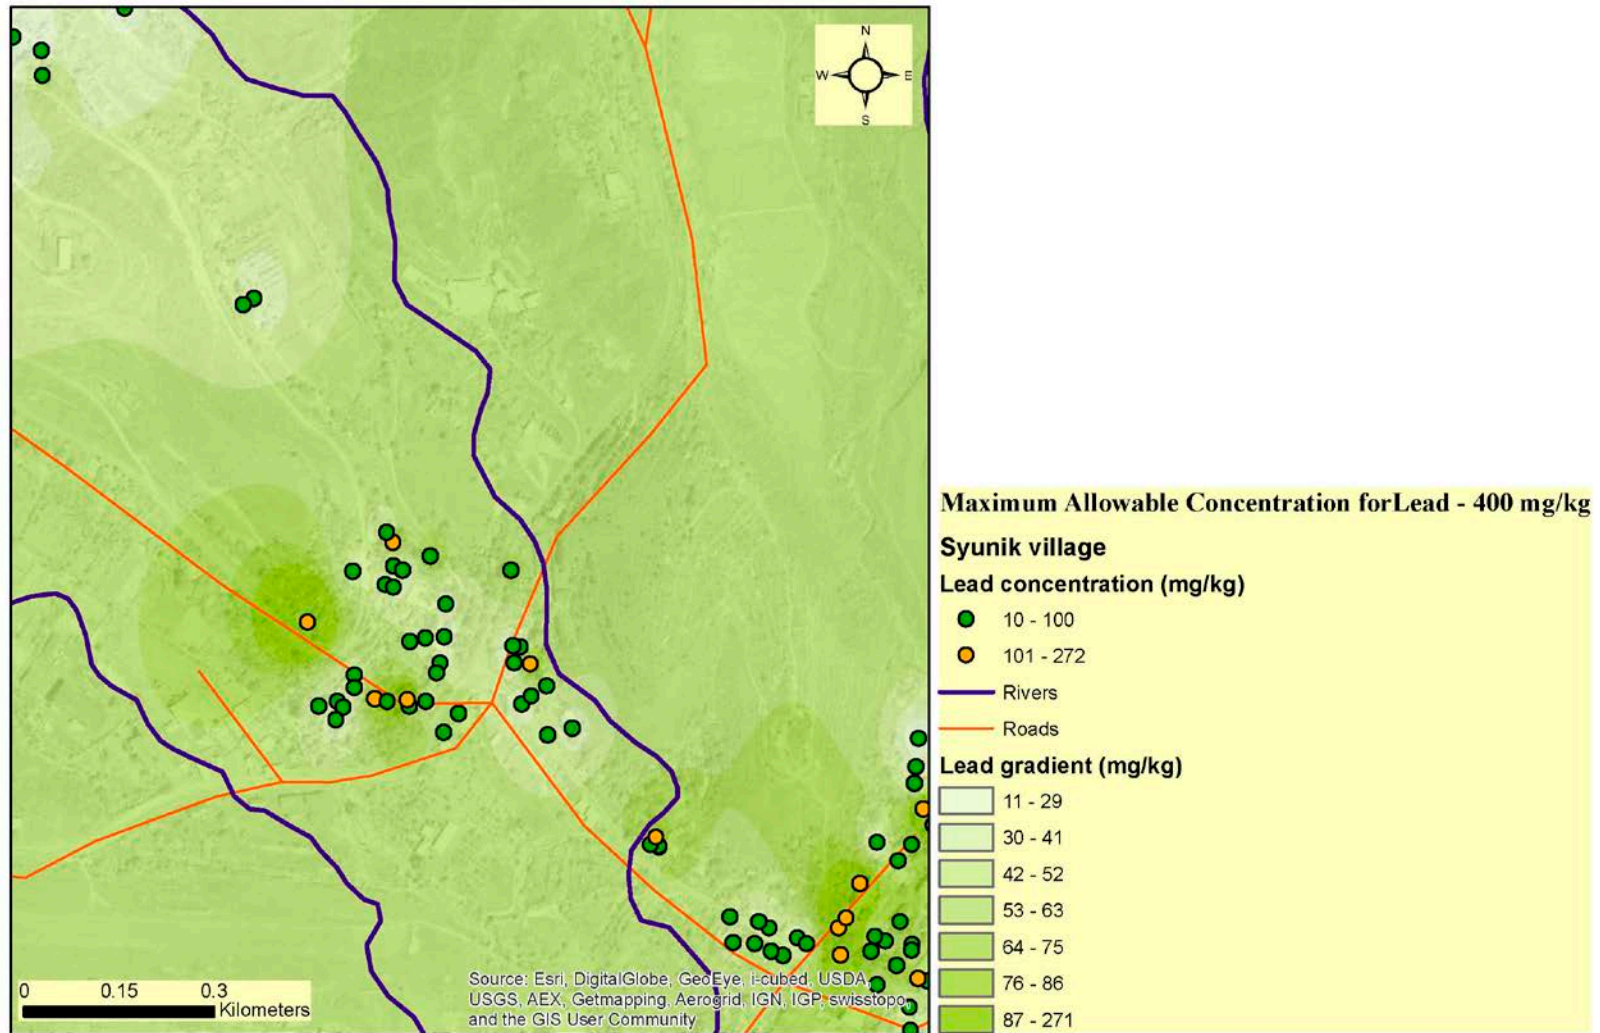 N
W E
S
Maximum Allowable Concentration forLead - 400 mg/kg
Syunik village
Lead concentration (mg/kg)
10 - 100
101 - 272
Rivers
Roads
Lead gradient (mg/kg)
11 - 29
30 - 41
42 - 52
53 - 63
64 - 75
76 - 86
87 - 271
0 0.15 0.3
Kilometers
Source: Esri, DigitalGlobe, GeoEye, i-cubed, USDA,
USGS, AEX, Getmapping, Aerogrid, IGN, IGP, swisstopo,
and the GIS User Community